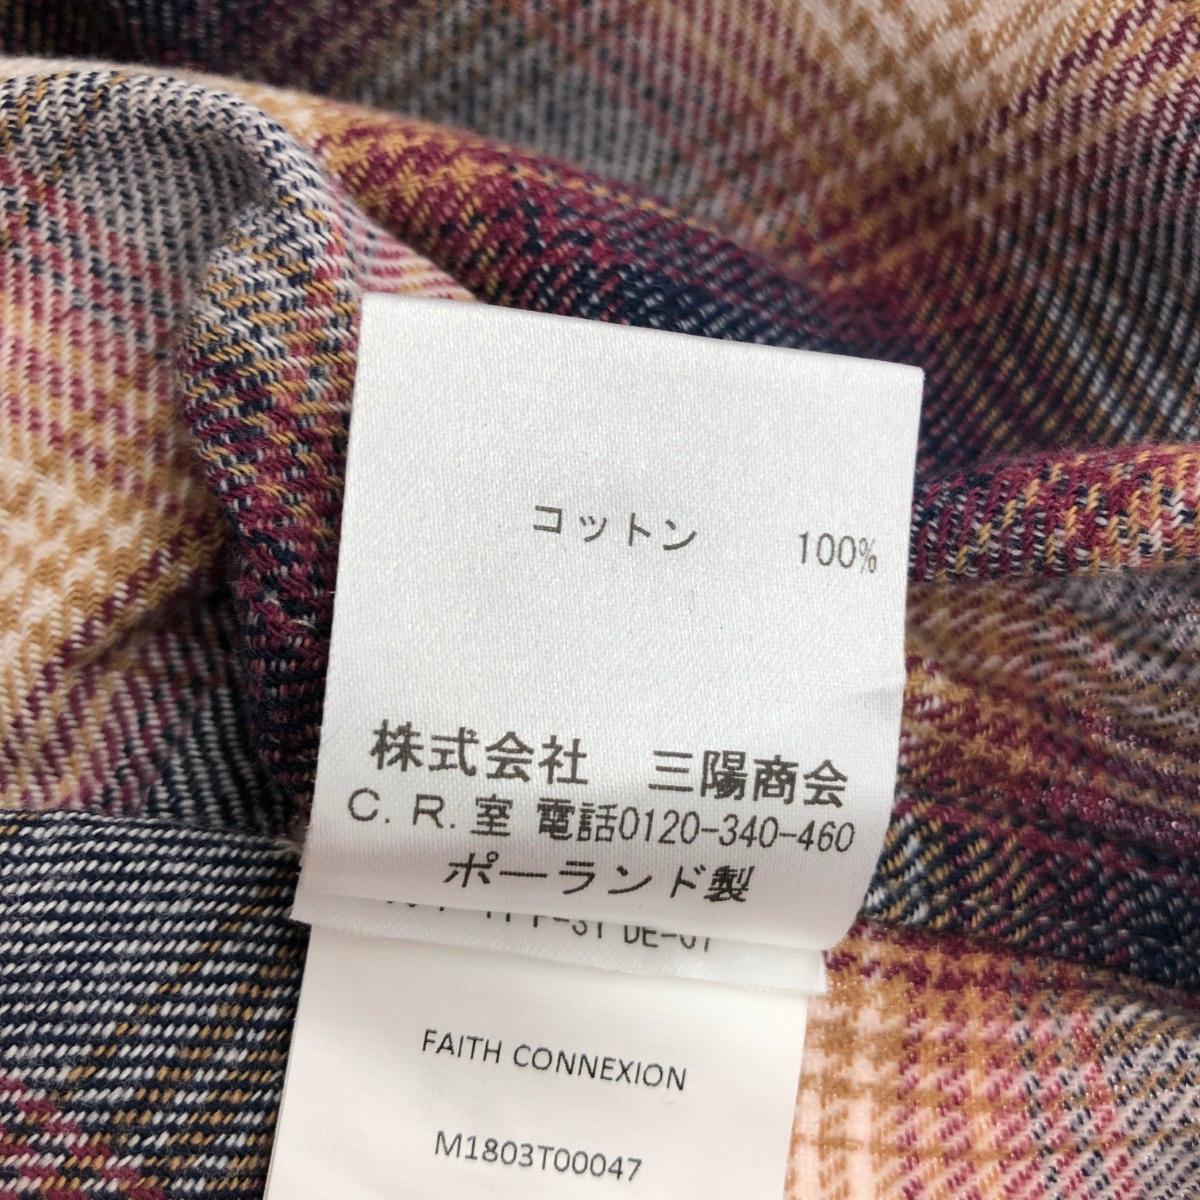 コットン 100%
株式会社 三陽商会
C.R.室 電話0120-340-460
ポーランド製
FAITH CONNEXION
M1803T00047